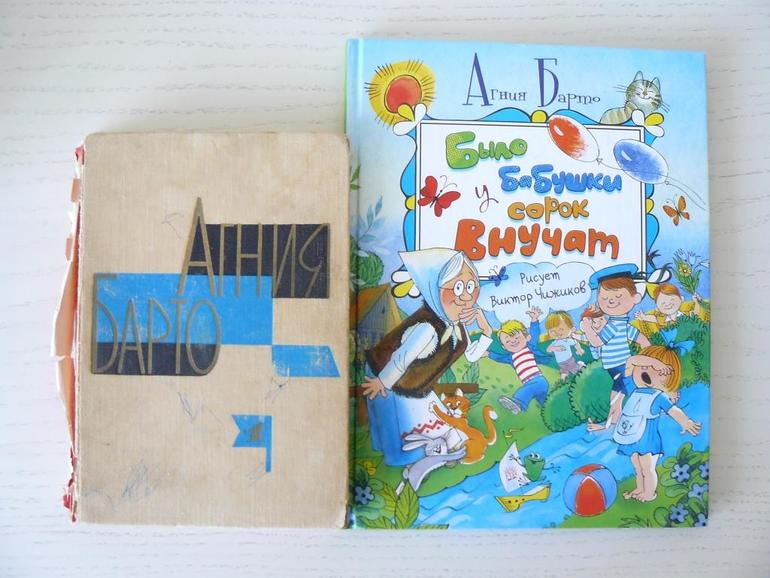 Агния
Барто
Агния Барто
Было
у бабушки
сорок
внучат
Рисует
Виктор Чижиков